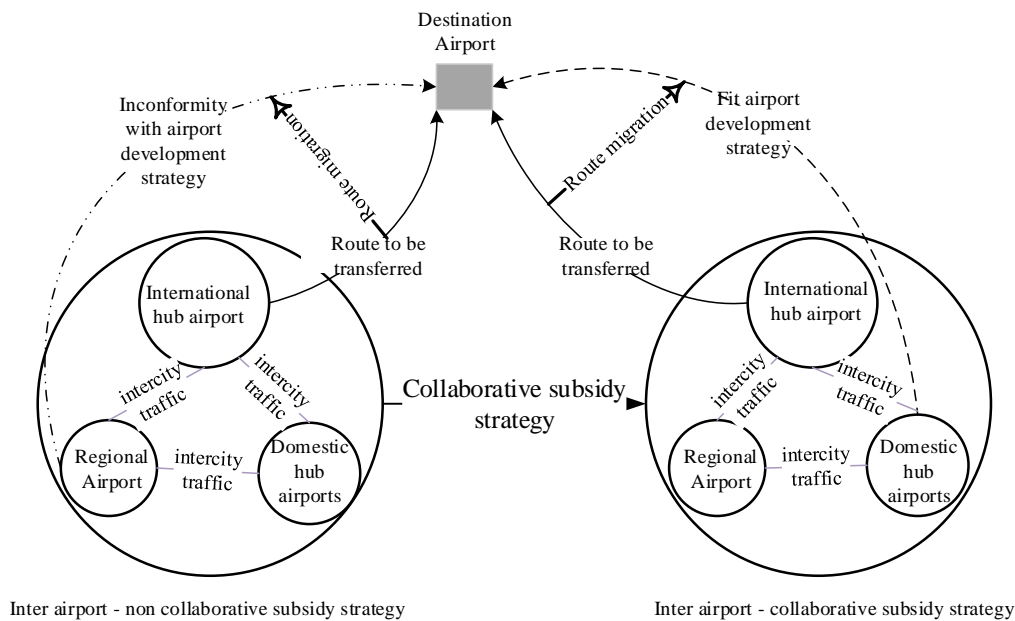 Destination
Airport
Inconformity
with airport
development
strategy
Route migration
Route migration
Fit airport
development
strategy
Route to be
transferred
Route to be
transferred
International
hub airport
International
hub airport
intercity
traffic
intercity
traffic
Collaborative subsidy
strategy
intercity
traffic
intercity
traffic
Regional
Airport
intercity
traffic
Domestic
hub
airports
Regional
Airport
intercity
traffic
Domestic
hub
airports
Inter airport - non collaborative subsidy strategy
Inter airport - collaborative subsidy strategy